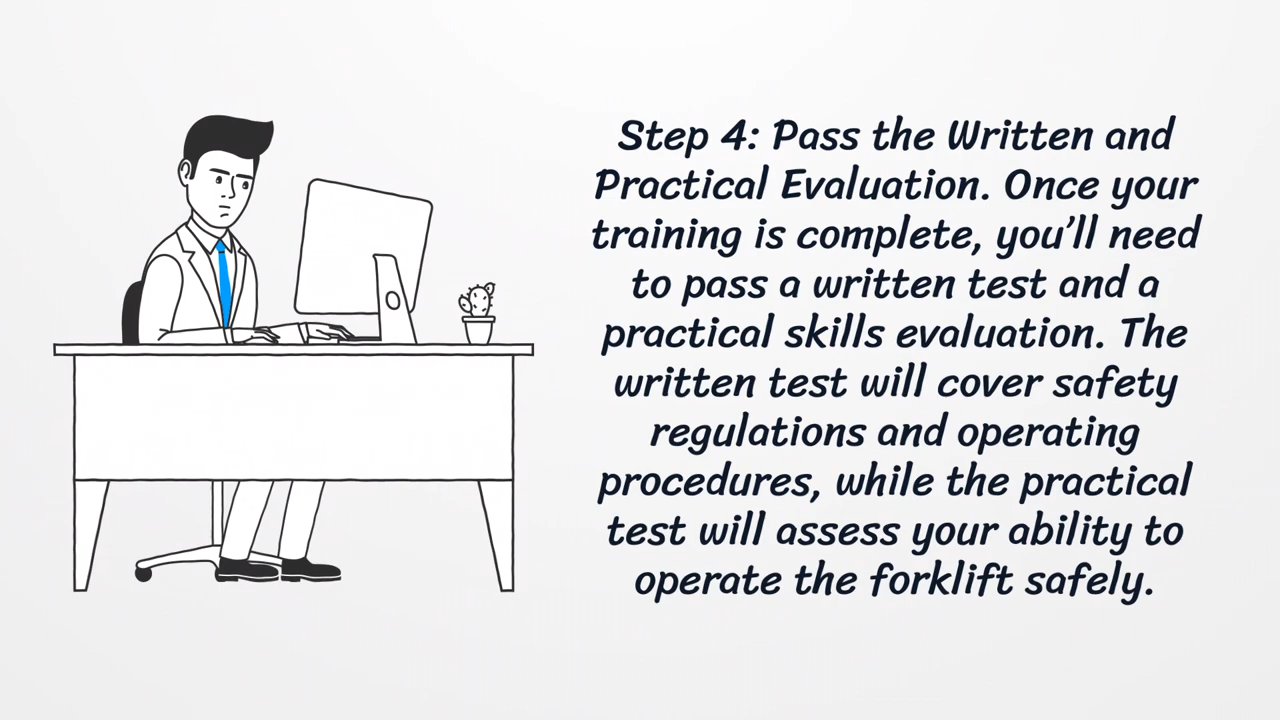 Step 4: Pass the Written and
Practical Evaluation. Once your
training is complete, you’ll need
to pass a written test and a
practical skills evaluation. The
written test will cover safety
regulations and operating
procedures, while the practical
test will assess your ability to
operate the forklift safely.